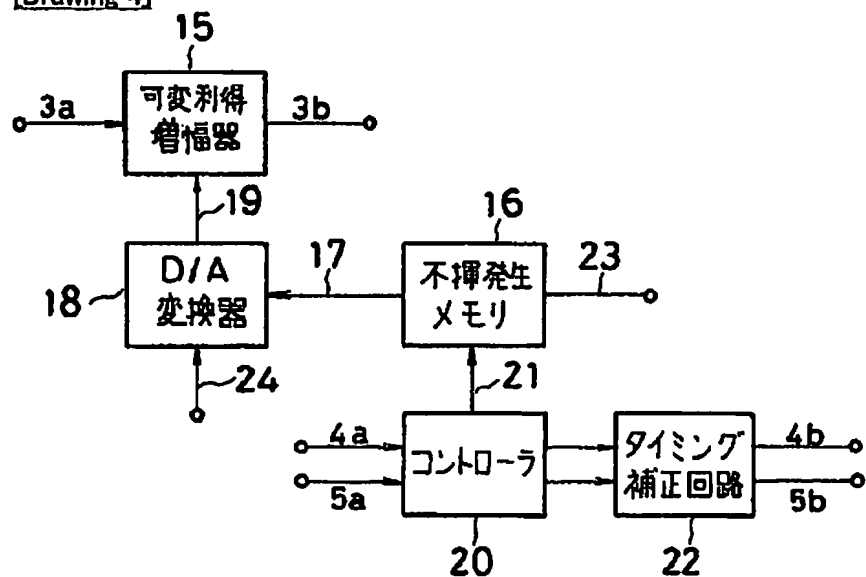 [Drawing 4]
15
3a
可変利得
増幅器
3b
19
16
17
23
18
D/A
変換器
不揮発生
メモリ
24
21
4a
5a
コントローラ
タイミング
補正回路
4b
5b
20
22